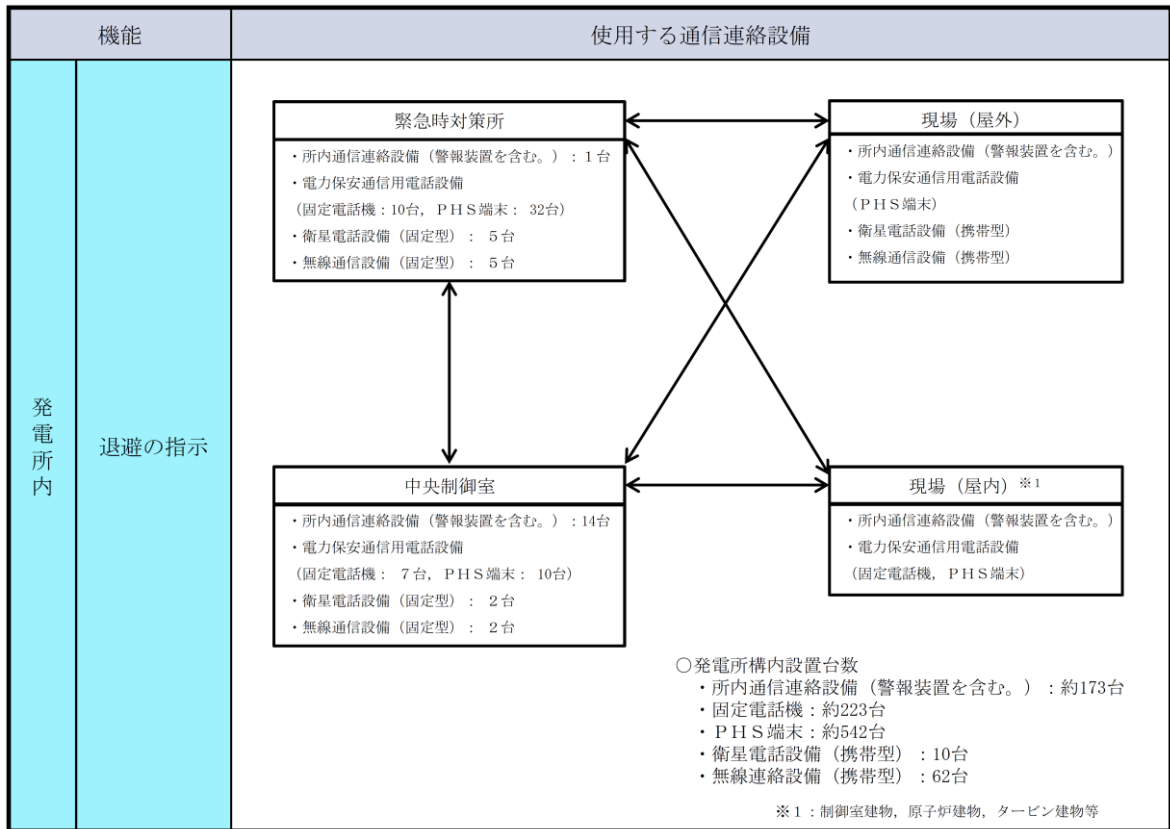 機能
使用する通信連絡設備
発電所内
退避の指示
緊急時対策所
・所内通信連絡設備（警報装置を含む。）：１台
・電力保安通信用電話設備
（固定電話機：10台，ＰＨＳ端末： 32台）
・衛星電話設備（固定型）： ５台
・無線通信設備（固定型）： ５台
現場（屋外）
・所内通信連絡設備（警報装置を含む。）
・電力保安通信用電話設備
（ＰＨＳ端末）
・衛星電話設備（携帯型）
・無線通信設備（携帯型）
中央制御室
・所内通信連絡設備（警報装置を含む。）：14台
・電力保安通信用電話設備
（固定電話機： ７台，ＰＨＳ端末： 10台）
・衛星電話設備（固定型）： ２台
・無線通信設備（固定型）： ２台
現場（屋内）※１
・所内通信連絡設備（警報装置を含む。）
・電力保安通信用電話設備
（固定電話機，ＰＨＳ端末）
○発電所構内設置台数
・所内通信連絡設備（警報装置を含む。）：約173台
・固定電話機：約223台
・ＰＨＳ端末：約542台
・衛星電話設備（携帯型）：10台
・無線連絡設備（携帯型）：62台
※１：制御室建物，原子炉建物，タービン建物等